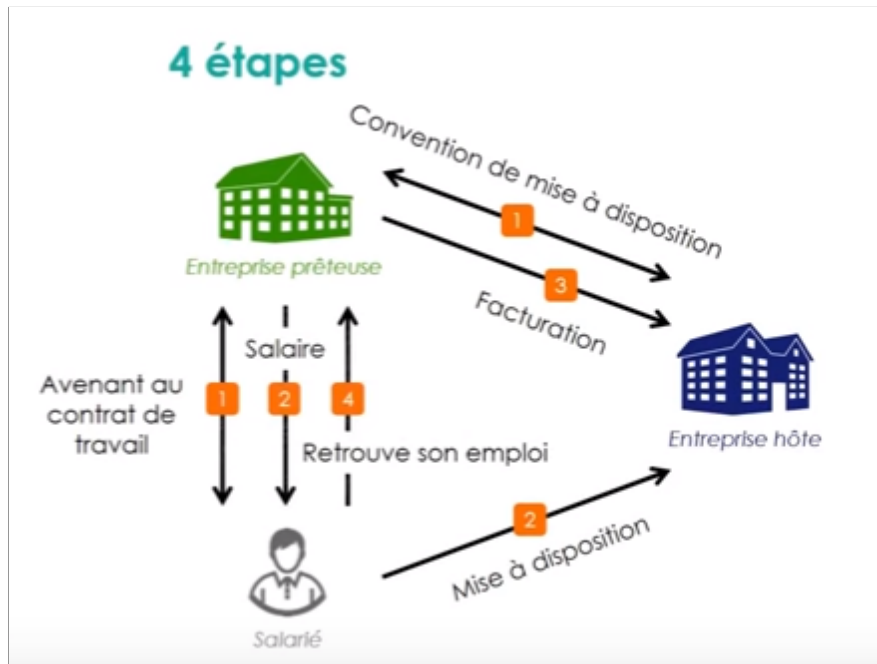 4 étapes
Convention de mise à disposition
1
Entreprise prêteuse
3
Facturation
Salaire
Avenant au
contrat de
travail
1
2
4
Entreprise hôte
Retrouve son emploi
2
Mise à disposition
Salarié